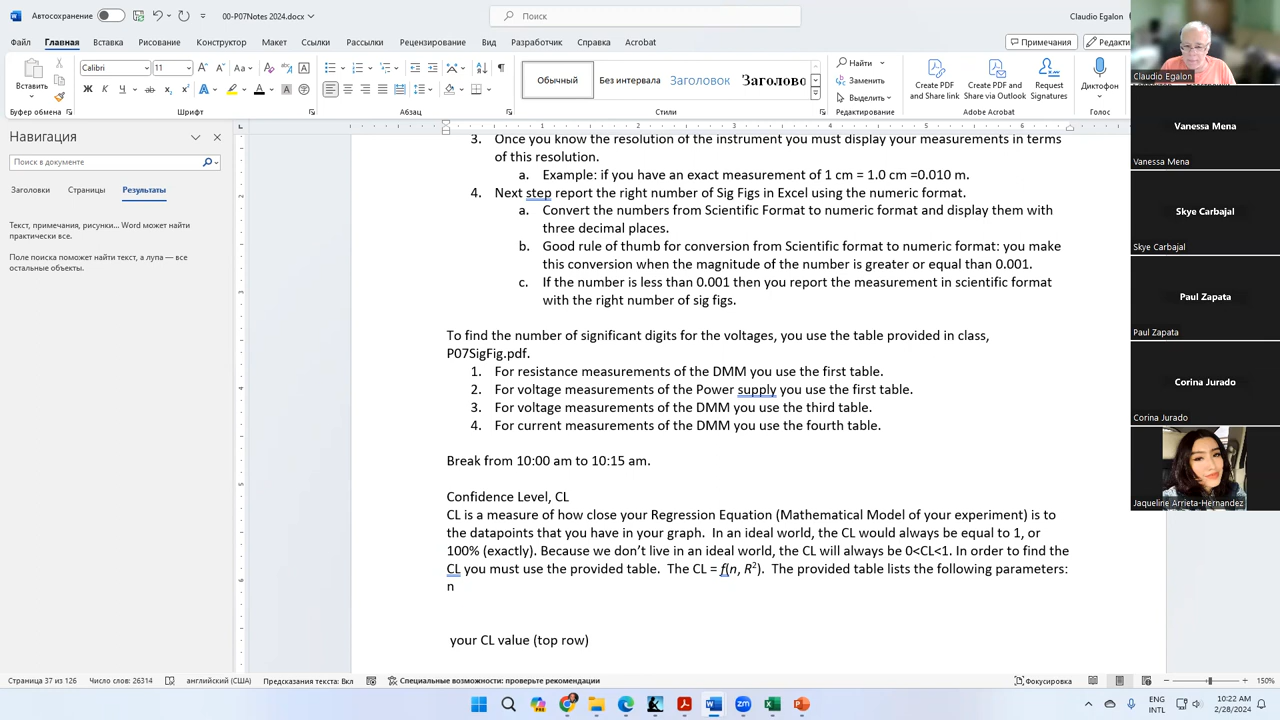 Автосохранение
00-P07Notes 2024.docx
Поиск
Claudio Egalon
Файл
Главная
Вставка
Рисование
Конструктор
Макет
Ссылки
Рассылки
Рецензирование
Вид
Разработчик
Справка
Acrobat
Примечания
Вставить
Буфер обмена
Calibri
11
Шрифт
Абзац
Обычный
Без интервала
Заголовок
Заголово
Стили
Найти
Заменить
Выделить
Редактирование
Create PDF and Share link
Create PDF and Share via Outlook
Request Signatures
Adobe Acrobat
Диктофон
Голос
Навигация
Поиск в документе
Заголовки
Страницы
Результаты
Текст, примечания, рисунки... Word может найти
практически все.
Поле поиска поможет найти текст, а лупа — все
остальные объекты.
3. Once you know the resolution of the instrument you must display your measurements in terms
of this resolution.
a. Example: if you have an exact measurement of 1 cm = 1.0 cm =0.010 m.
4. Next step report the right number of Sig Figs in Excel using the numeric format.
a. Convert the numbers from Scientific Format to numeric format and display them with
three decimal places.
b. Good rule of thumb for conversion from Scientific format to numeric format: you make
this conversion when the magnitude of the number is greater or equal than 0.001.
c. If the number is less than 0.001 then you report the measurement in scientific format
with the right number of sig figs.
To find the number of significant digits for the voltages, you use the table provided in class,
P07SigFig.pdf.
1. For resistance measurements of the DMM you use the first table.
2. For voltage measurements of the Power supply you use the first table.
3. For voltage measurements of the DMM you use the third table.
4. For current measurements of the DMM you use the fourth table.
Break from 10:00 am to 10:15 am.
Confidence Level, CL
CL is a measure of how close your Regression Equation (Mathematical Model of your experiment) is to
the datapoints that you have in your graph. In an ideal world, the CL would always be equal to 1, or
100% (exactly). Because we don't live in an ideal world, the CL will always be 0<CL<1. In order to find the
CL you must use the provided table. The CL = f(n, R²). The provided table lists the following parameters:
n
your CL value (top row)
Claudio Egalon
Vanessa Mena
Vanessa Mena
Skye Carbajal
Skye Carbajal
Paul Zapata
Paul Zapata
Corina Jurado
Corina Jurado
Jaqueline Arrieta-Hernandez
Страница 37 из 126
Число слов: 26314
английский (США)
Предсказания текста: Вкл
Специальные возможности: проверьте рекомендации
Фокусировка
150%
ENG
INTL
10:22 AM
2/28/2024